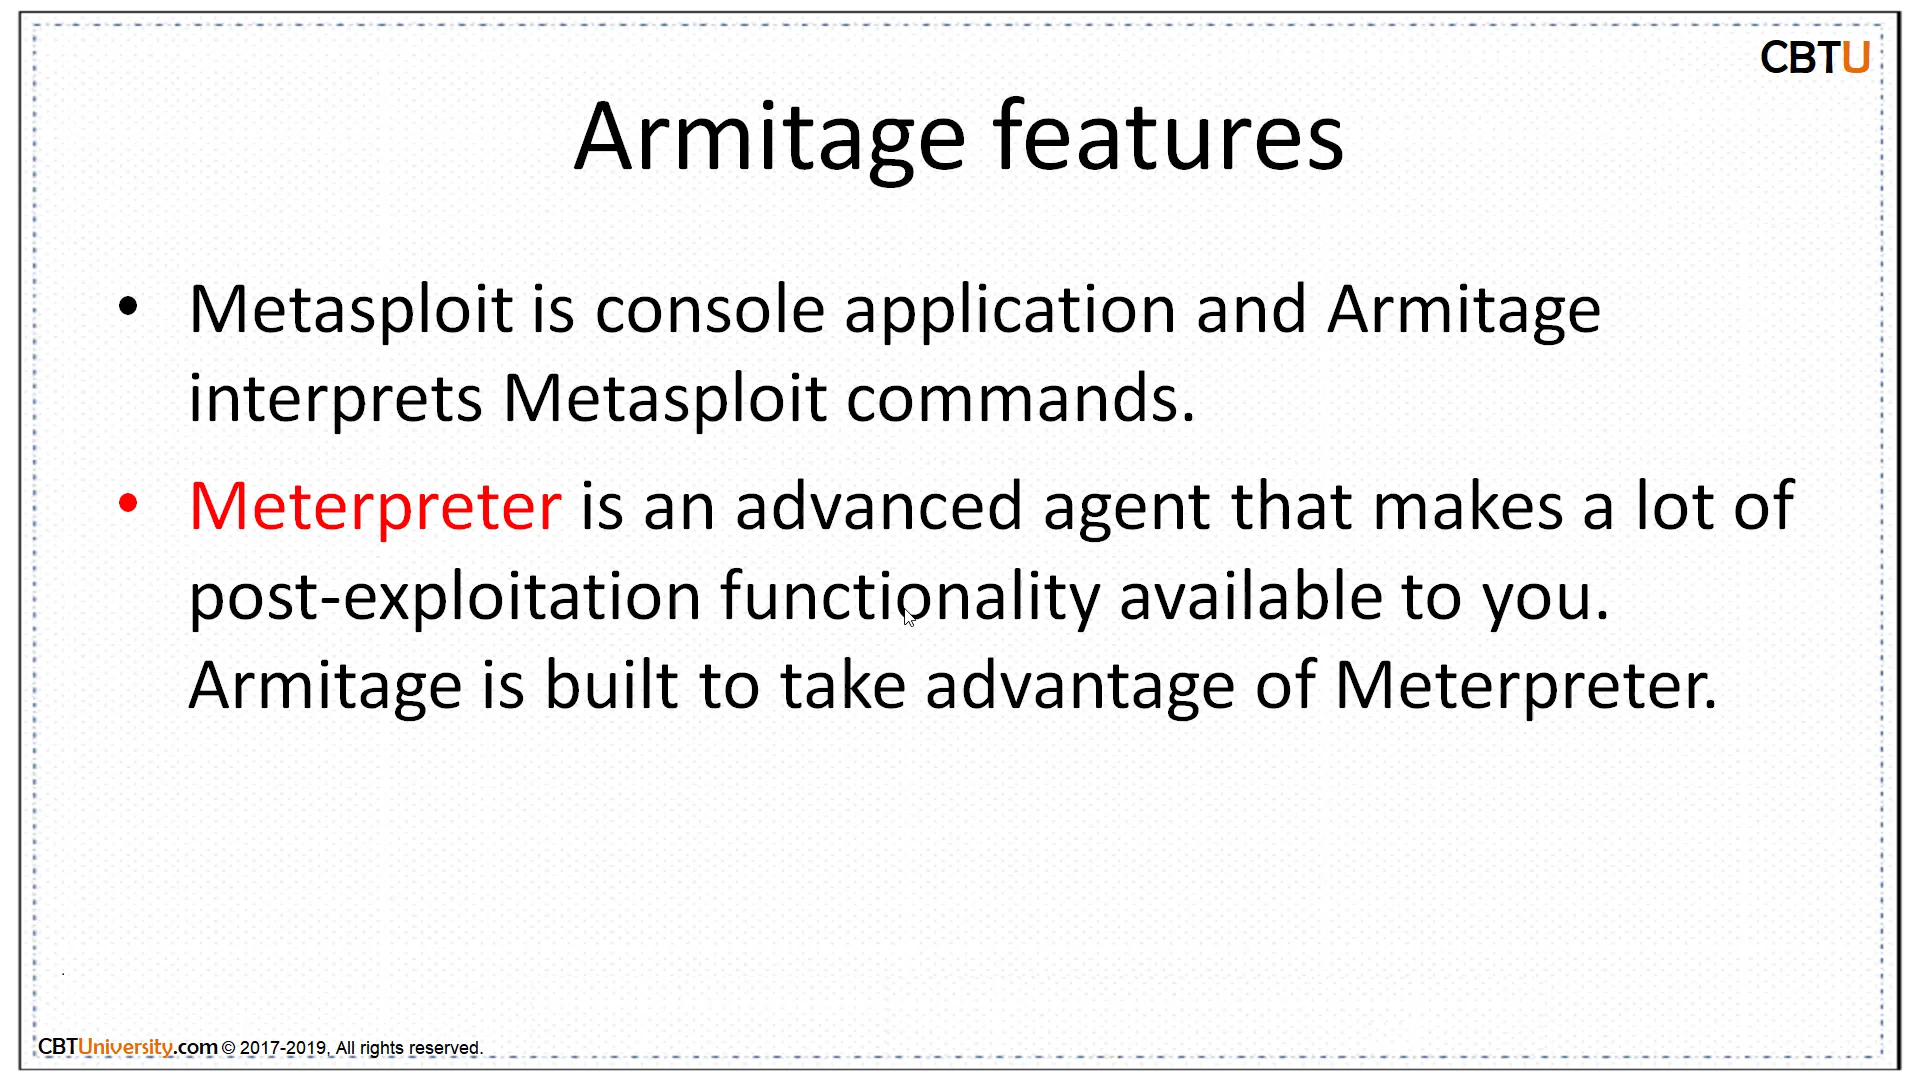 CBTU
Armitage features
• Metasploit is console application and Armitage
interprets Metasploit commands.
• Meterpreter is an advanced agent that makes a lot of
post-exploitation functionality available to you.
Armitage is built to take advantage of Meterpreter.
.
CBTUniversity.com © 2017-2019, All rights reserved.